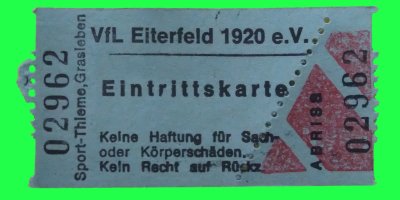 02962
Sport-Thieme, Grasleben
VfL Eiterfeld 1920 e.V.
Eintrittskarte
Keine Haftung für Sach-
oder Körperschäden.
Kein Recht auf Rückz
ABRISS
02962